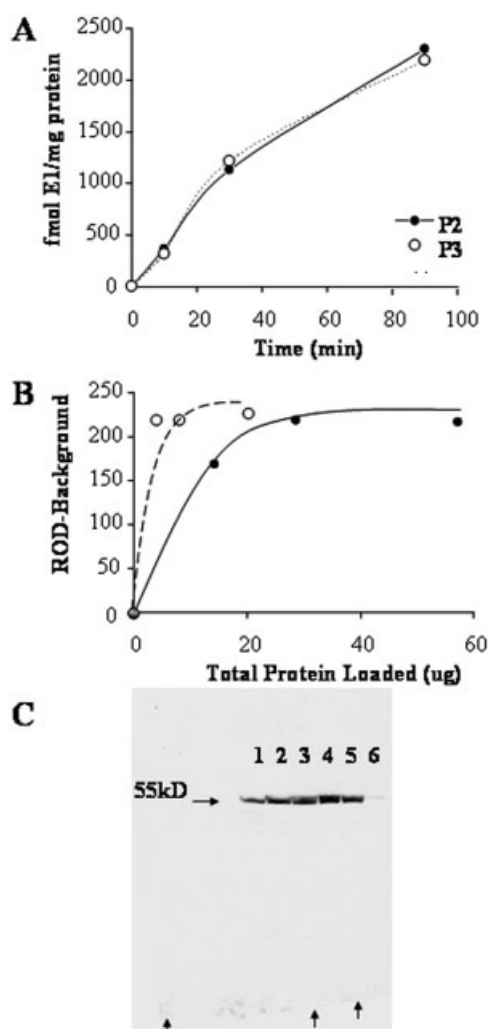 A
fmol E1/mg protein
2500
2000
1500
1000
500
0
0 20 40 60 80 100
Time (min)
P2
P3
B
ROD-Background
250
200
150
100
50
0
0 20 40 60
Total Protein Loaded (ug)
C
1 2 3 4 5 6
55kD